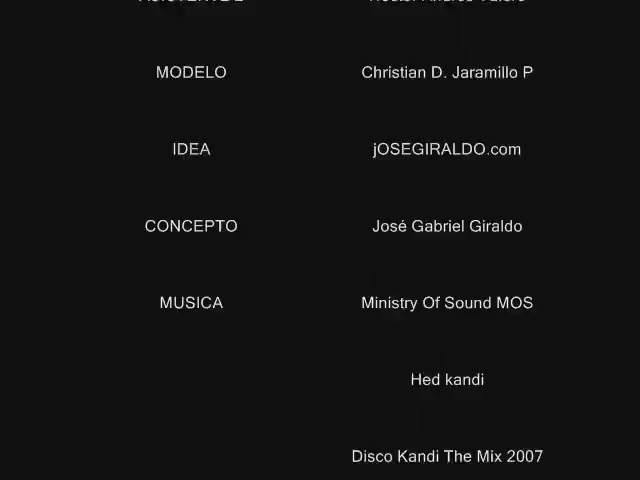 MODELO Christian D. Jaramillo P
IDEA jOSEGIRALDO.com
CONCEPTO José Gabriel Giraldo
MUSICA Ministry Of Sound MOS
Hed kandi
Disco Kandi The Mix 2007